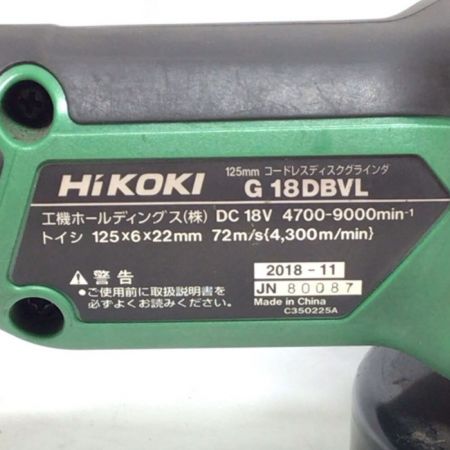 125mm コードレスディスクグラインダ
HiKOKI G 18DBVL
工機ホールディングス(株) DC 18V 4700-9000min-1
トイシ 125×6×22mm 72m/s{4,300m/min}
⚠ 警告
●ご使用前に取扱説明書を
必ずよくお読みください。
2018-11
JN 80087
Made in China
C350225A